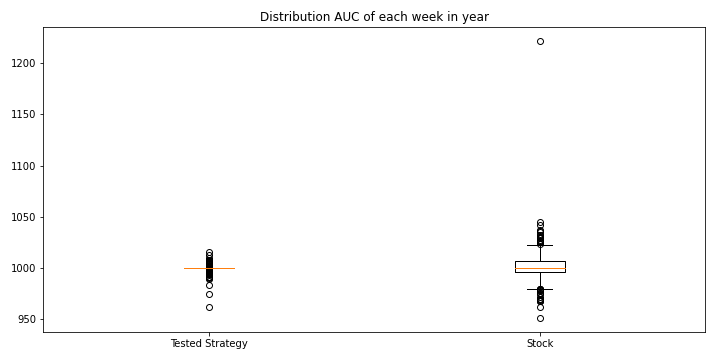 Distribution AUC of each week in year
1200
1150
1100
1050
1000
950
Tested Strategy
Stock